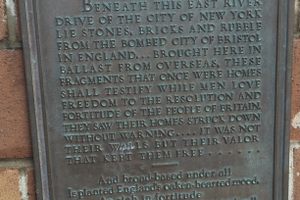 BENEATH THIS EAST RIVER
DRIVE OF THE CITY OF NEW YORK
LIE STONES, BRICKS AND RUBBLE
FROM THE BOMBED CITY OF BRISTOL
IN ENGLAND... BROUGHT HERE IN
BALLAST FROM OVERSEAS, THESE
FRAGMENTS THAT ONCE WERE HOMES
SHALL TESTIFY WHILE MEN LOVE
FREEDOM TO THE RESOLUTION AND
FORTITUDE OF THE PEOPLE OF BRITAIN.
THEY SAW THEIR HOMES STRUCK DOWN
WITHOUT WARNING.... IT WAS NOT
THEIR WALLS BUT THEIR VALOR
THAT KEPT THEM FREE........
And broad-based under all
Is planted England's oaken-hearted mood,
rich in fortitude